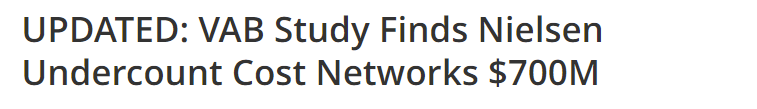 UPDATED: VAB Study Finds Nielsen
Undercount Cost Networks $700M